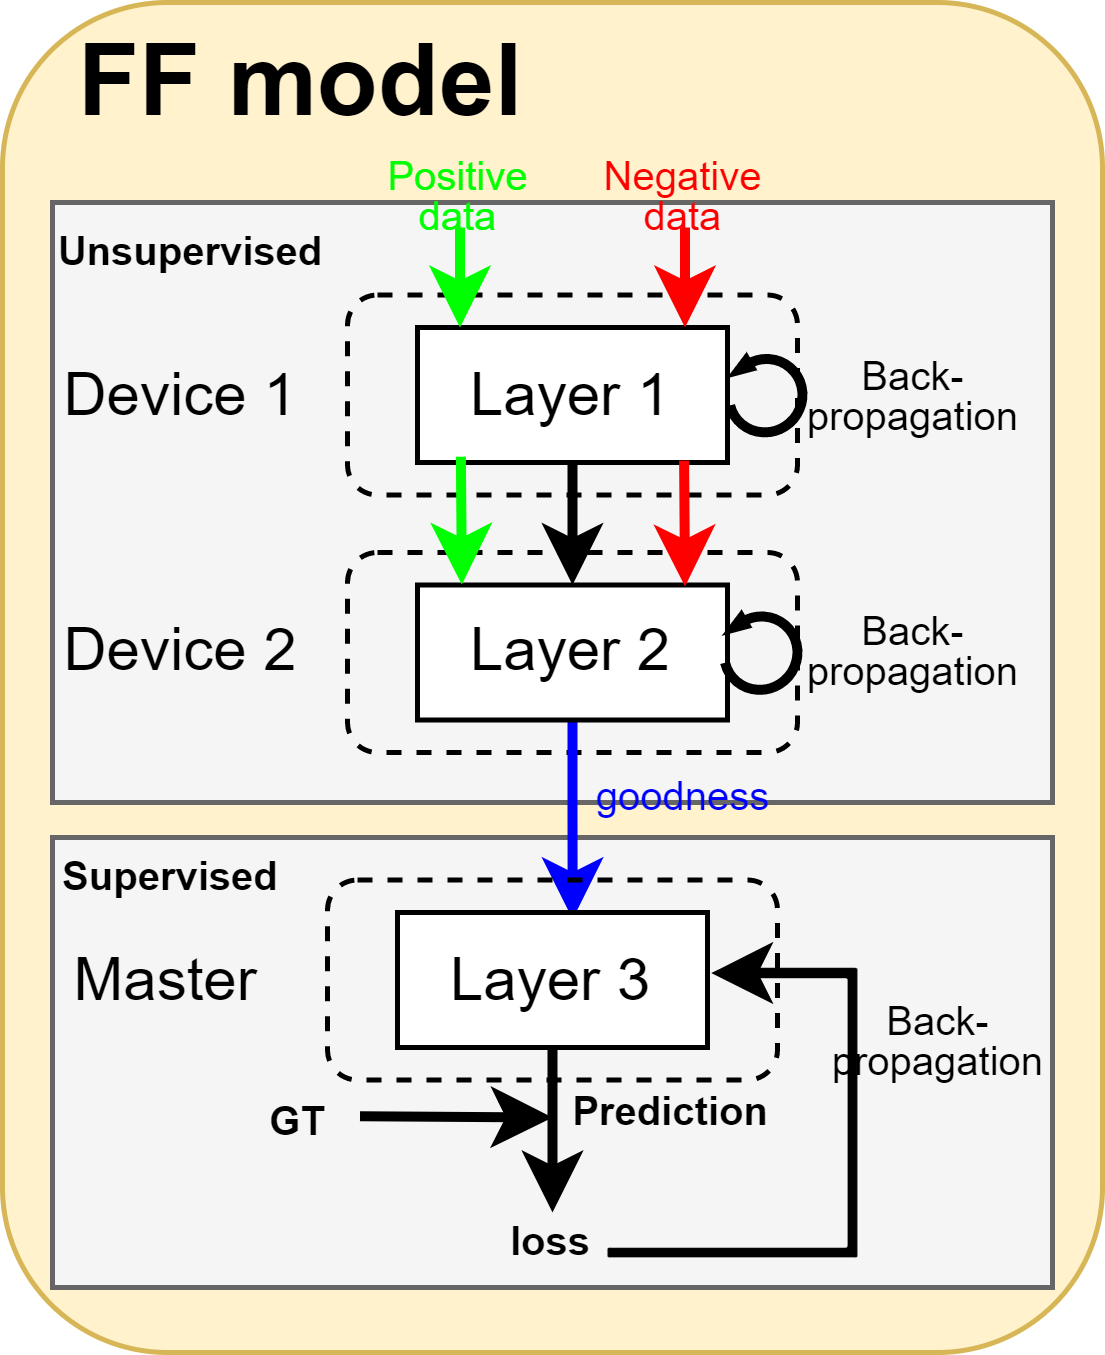 FF model
Positive
data
Negative
data
Unsupervised
Device 1
Layer 1
Back-
propagation
Device 2
Layer 2
Back-
propagation
goodness
Supervised
Master
Layer 3
Back-
propagation
GT
Prediction
loss